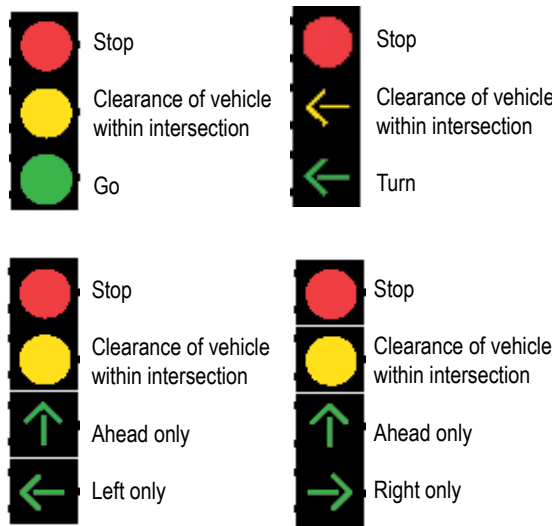 Stop
Clearance of vehicle
within intersection
Go
Stop
Clearance of vehicle
within intersection
Turn
Stop
Clearance of vehicle
within intersection
Ahead only
Left only
Stop
Clearance of vehicle
within intersection
Ahead only
Right only